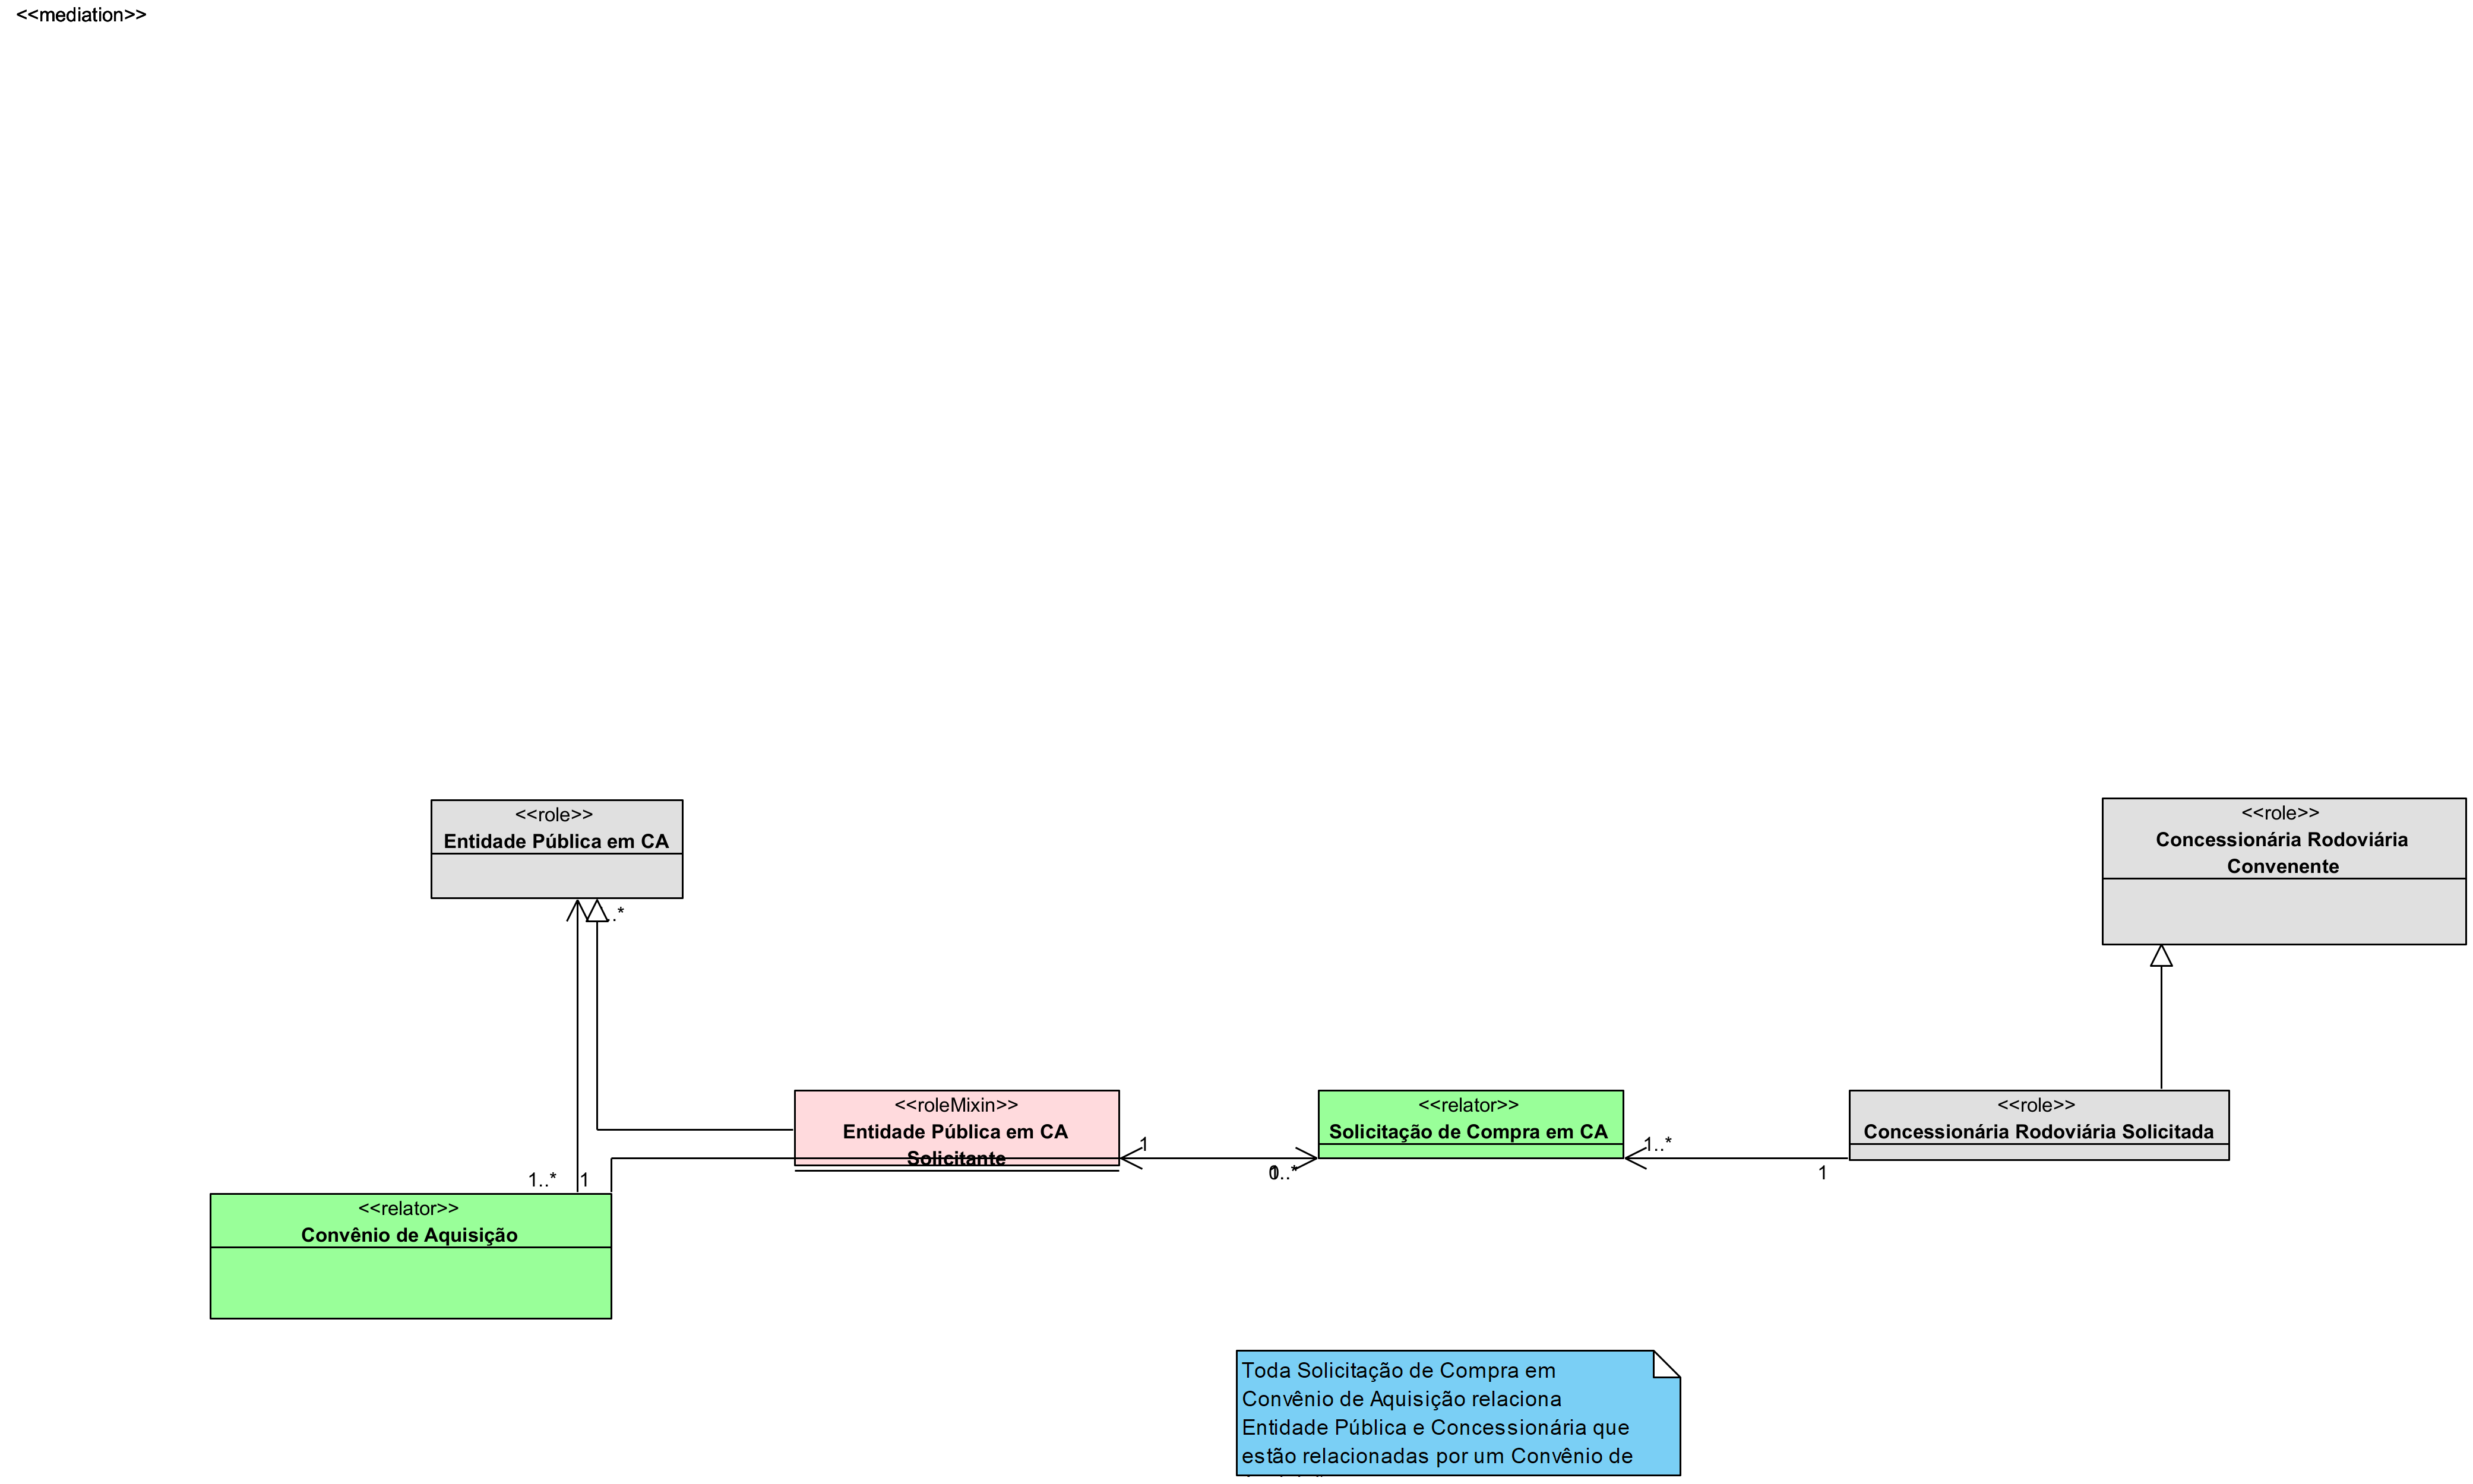 <<mediation>>
<<role>>
Entidade Pública em CA
<<role>>
Concessionária Rodoviária
Convenente
..*
<<roleMixin>>
Entidade Pública em CA
Solicitante
<<relator>>
Solicitação de Compra em CA
<<role>>
Concessionária Rodoviária Solicitada
1
1..*
0..*
1
1..*
1
<<relator>>
Convênio de Aquisição
Toda Solicitação de Compra em
Convênio de Aquisição relaciona
Entidade Pública e Concessionária que
estão relacionadas por um Convênio de